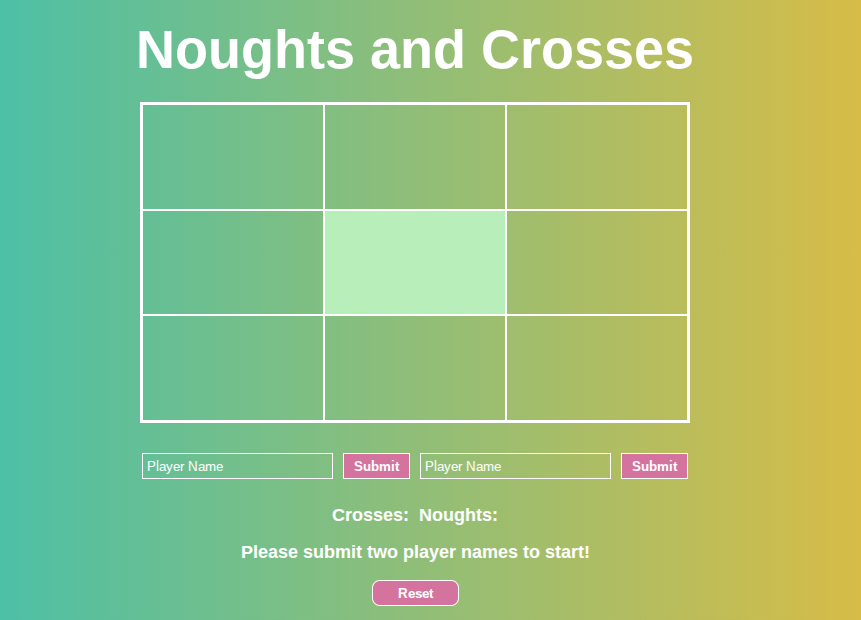 Noughts and Crosses
Player Name Submit Player Name Submit
Crosses: Noughts:
Please submit two player names to start!
Reset